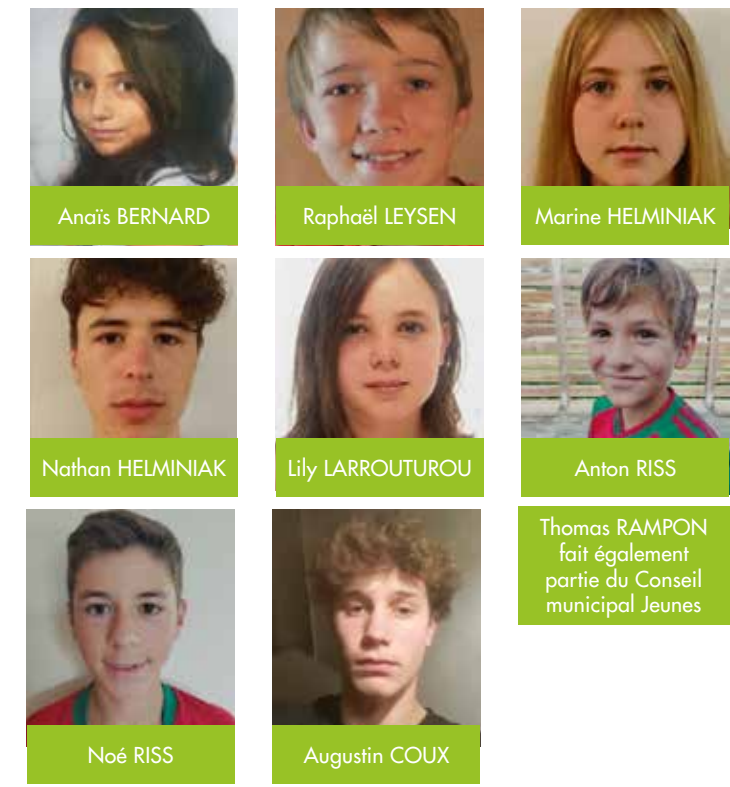 Anaïs BERNARD
Raphaël LEYSEN
Marine HELMINIAK
Nathan HELMINIAK
Lily LARROUTUROU
Anton RISS
Thomas RAMPON
fait également
partie du Conseil
municipal Jeunes
Noé RISS
Augustin COUX